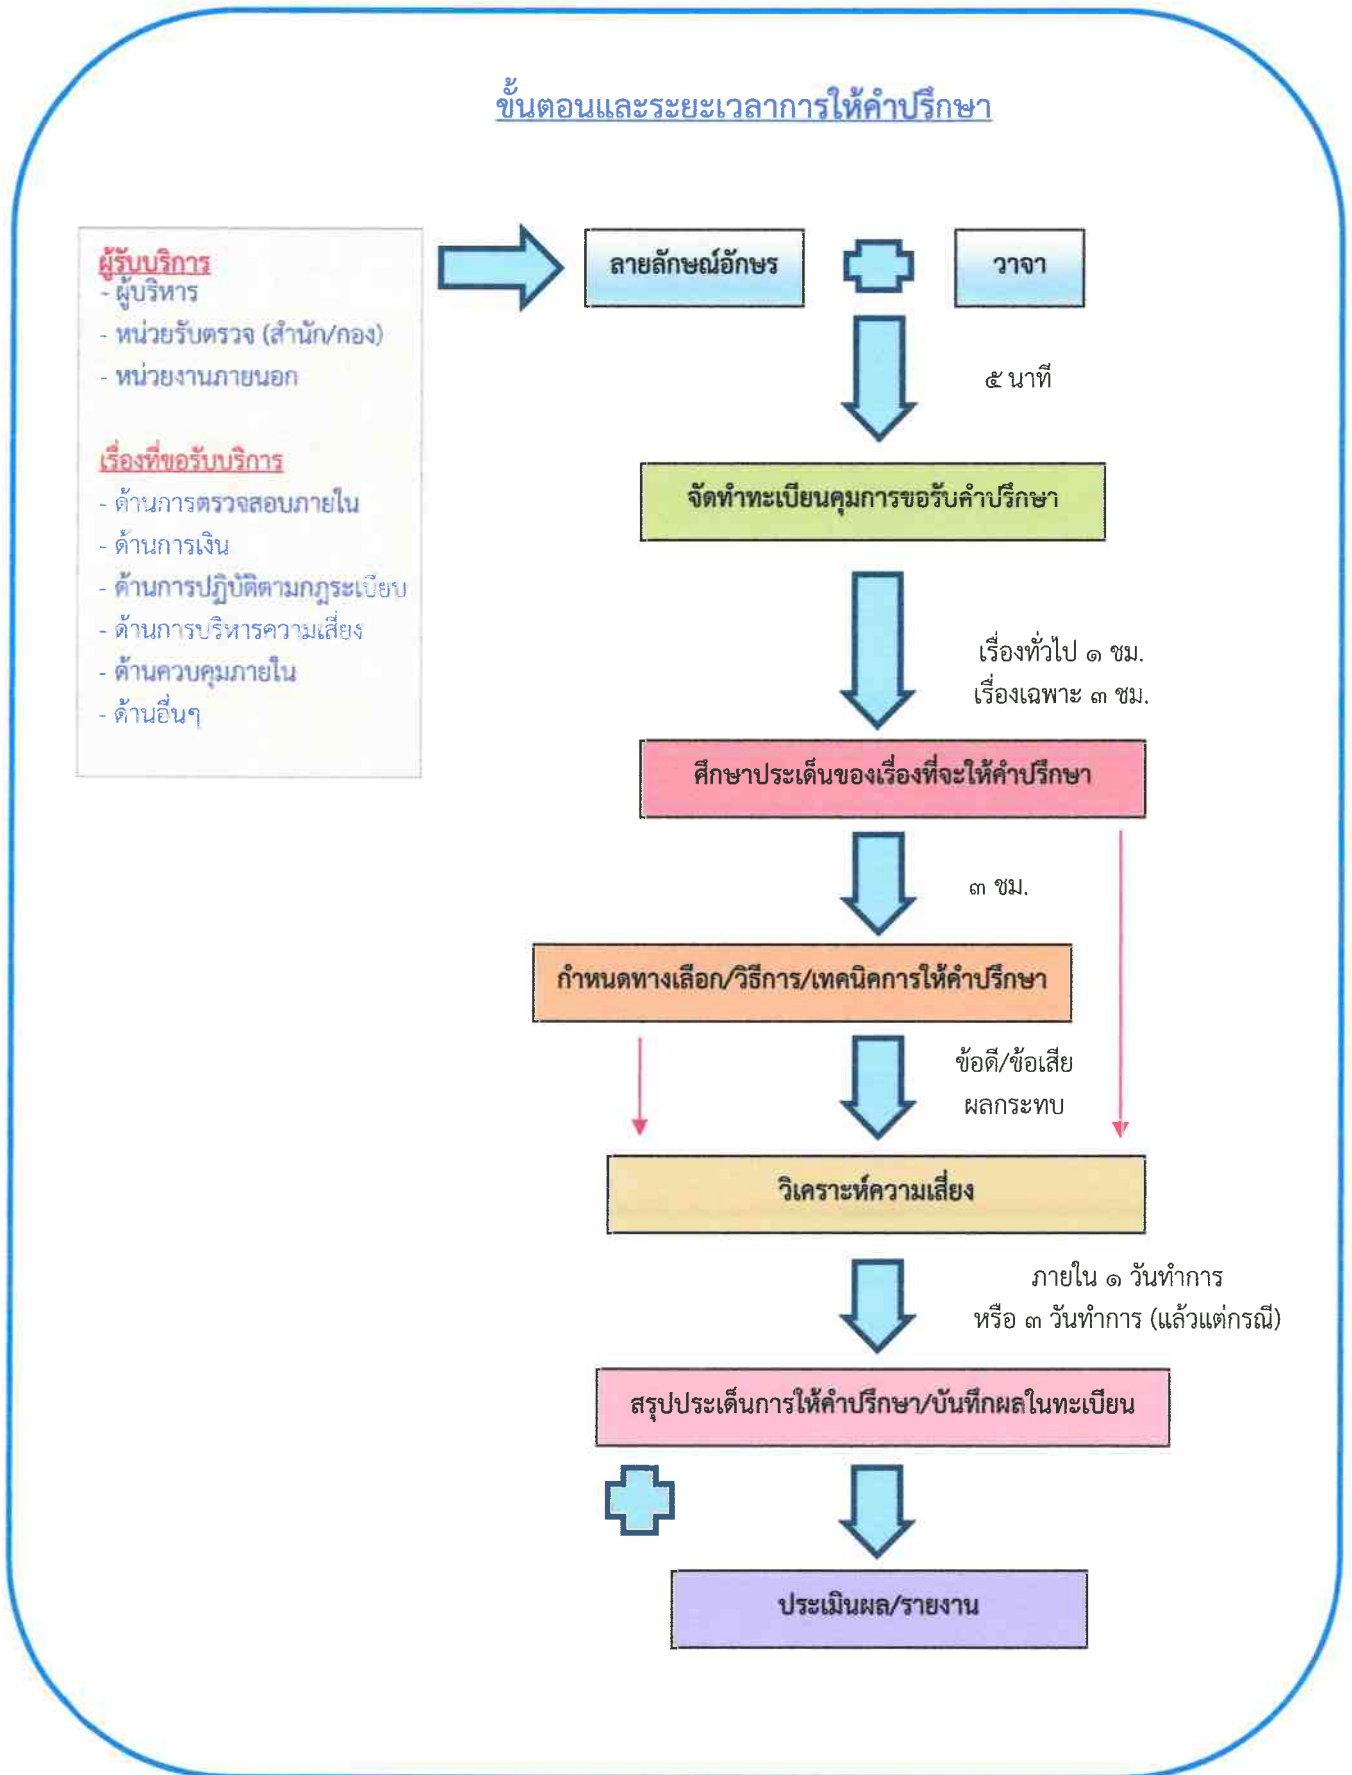 ขั้นตอนและระยะเวลาการให้คำปรึกษา
ผู้รับบริการ
- ผู้บริหาร
- หน่วยรับตรวจ (สำนัก/กอง)
- หน่วยงานภายนอก
เรื่องที่ขอรับบริการ
- ด้านการตรวจสอบภายใน
- ด้านการเงิน
- ด้านการปฏิบัติตามกฎระเบียบ
- ด้านการบริหารความเสี่ยง
- ด้านควบคุมภายใน
- ด้านอื่นๆ
ลายลักษณ์อักษร
วาจา
๕ นาที
จัดทำทะเบียนคุมการขอรับคำปรึกษา
เรื่องทั่วไป ๑ ชม.
เรื่องเฉพาะ ๓ ชม.
ศึกษาประเด็นของเรื่องที่จะให้คำปรึกษา
๓ ชม.
กำหนดทางเลือก/วิธีการ/เทคนิคการให้คำปรึกษา
ข้อดี/ข้อเสีย
ผลกระทบ
วิเคราะห์ความเสี่ยง
ภายใน ๑ วันทำการ
หรือ ๓ วันทำการ (แล้วแต่กรณี)
สรุปประเด็นการให้คำปรึกษา/บันทึกผลในทะเบียน
ประเมินผล/รายงาน